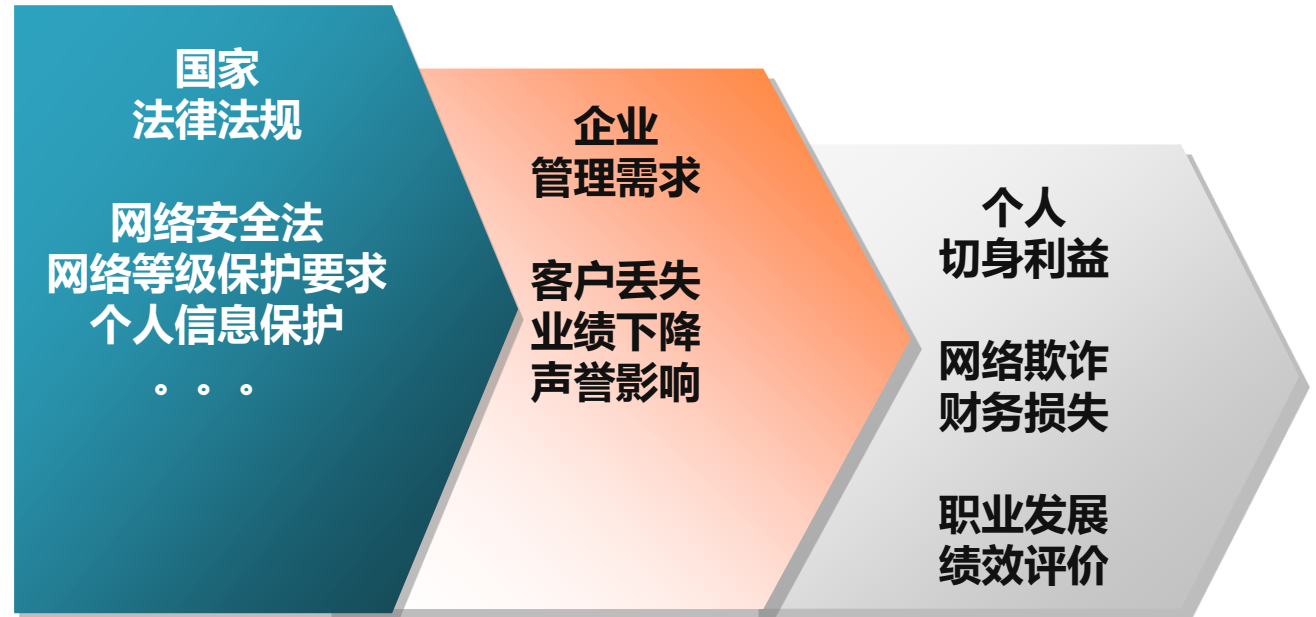 国家
法律法规
网络安全法
网络等级保护要求
个人信息保护
。。。
企业
管理需求
客户丢失
业绩下降
声誉影响
个人
切身利益
网络欺诈
财务损失
职业发展
绩效评价